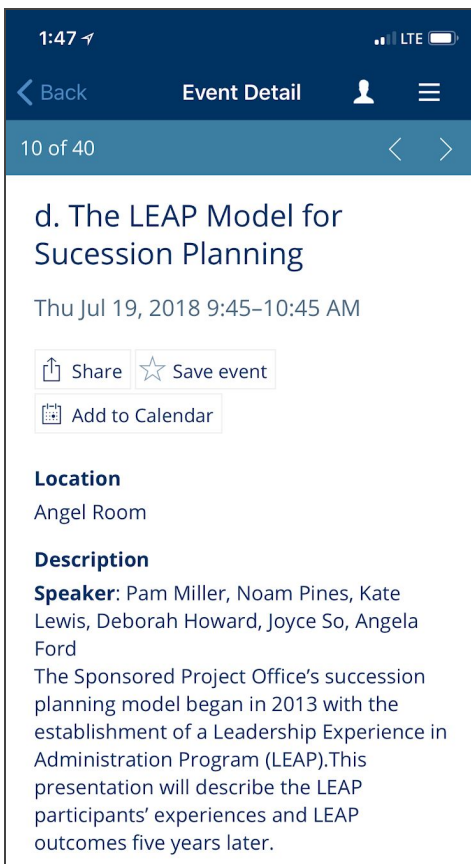 1:47 LTE
Back Event Detail
10 of 40
d. The LEAP Model for
Sucession Planning
Thu Jul 19, 2018 9:45–10:45 AM
Share Save event
Add to Calendar
Location
Angel Room
Description
Speaker: Pam Miller, Noam Pines, Kate
Lewis, Deborah Howard, Joyce So, Angela
Ford
The Sponsored Project Office’s succession
planning model began in 2013 with the
establishment of a Leadership Experience in
Administration Program (LEAP).This
presentation will describe the LEAP
participants’ experiences and LEAP
outcomes five years later.